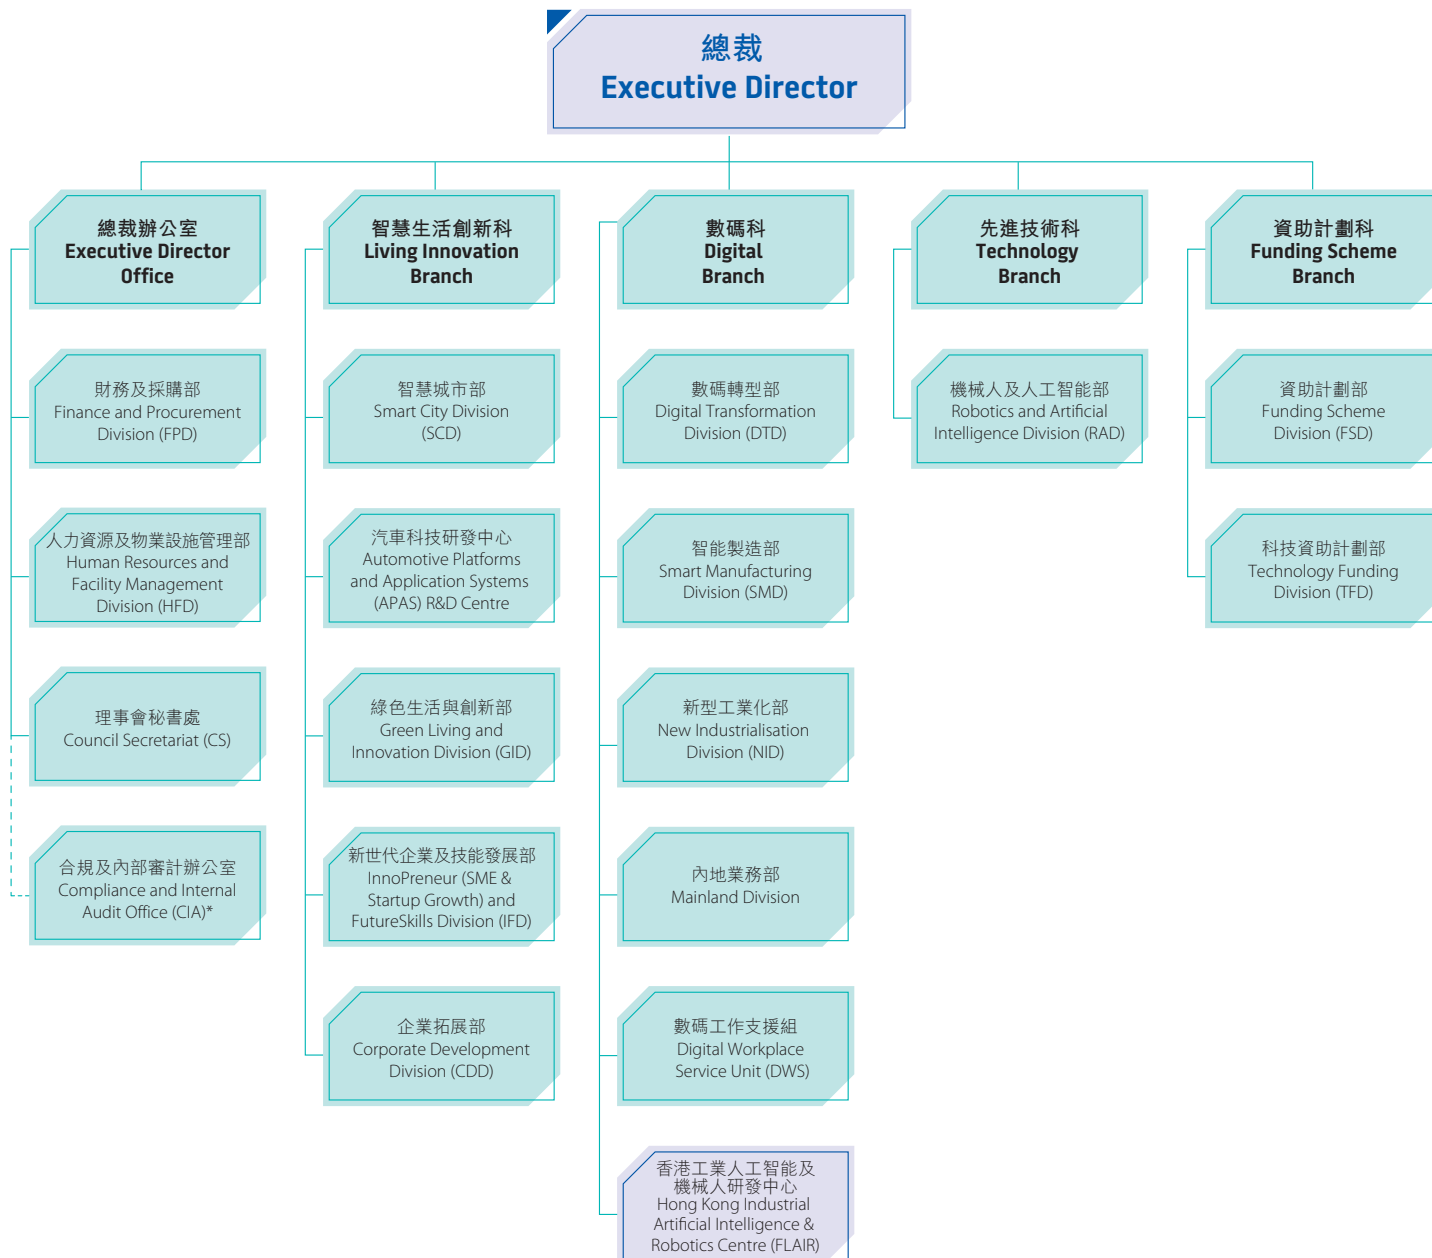 總裁
Executive Director
總裁辦公室
Executive Director
Office
財務及採購部
Finance and Procurement
Division (FPD)
人力資源及物業設施管理部
Human Resources and
Facility Management
Division (HFD)
理事會秘書處
Council Secretariat (CS)
合規及內部審計辦公室
Compliance and Internal
Audit Office (CIA)*
智慧生活創新科
Living Innovation
Branch
智慧城市部
Smart City Division
(SCD)
汽車科技研發中心
Automotive Platforms
and Application Systems
(APAS) R&D Centre
綠色生活與創新部
Green Living and
Innovation Division (GID)
新世代企業及技能發展部
InnoPreneur (SME &
Startup Growth) and
FutureSkills Division (IFD)
企業拓展部
Corporate Development
Division (CDD)
數碼科
Digital
Branch
數碼轉型部
Digital Transformation
Division (DTD)
智能製造部
Smart Manufacturing
Division (SMD)
新型工業化部
New Industrialisation
Division (NID)
內地業務部
Mainland Division
數碼工作支援組
Digital Workplace
Service Unit (DWS)
香港工業人工智能及
機械人研發中心
Hong Kong Industrial
Artificial Intelligence &
Robotics Centre (FLAIR)
先進技術科
Technology
Branch
機械人及人工智能部
Robotics and Artificial
Intelligence Division (RAD)
資助計劃科
Funding Scheme
Branch
資助計劃部
Funding Scheme
Division (FSD)
科技資助計劃部
Technology Funding
Division (TFD)